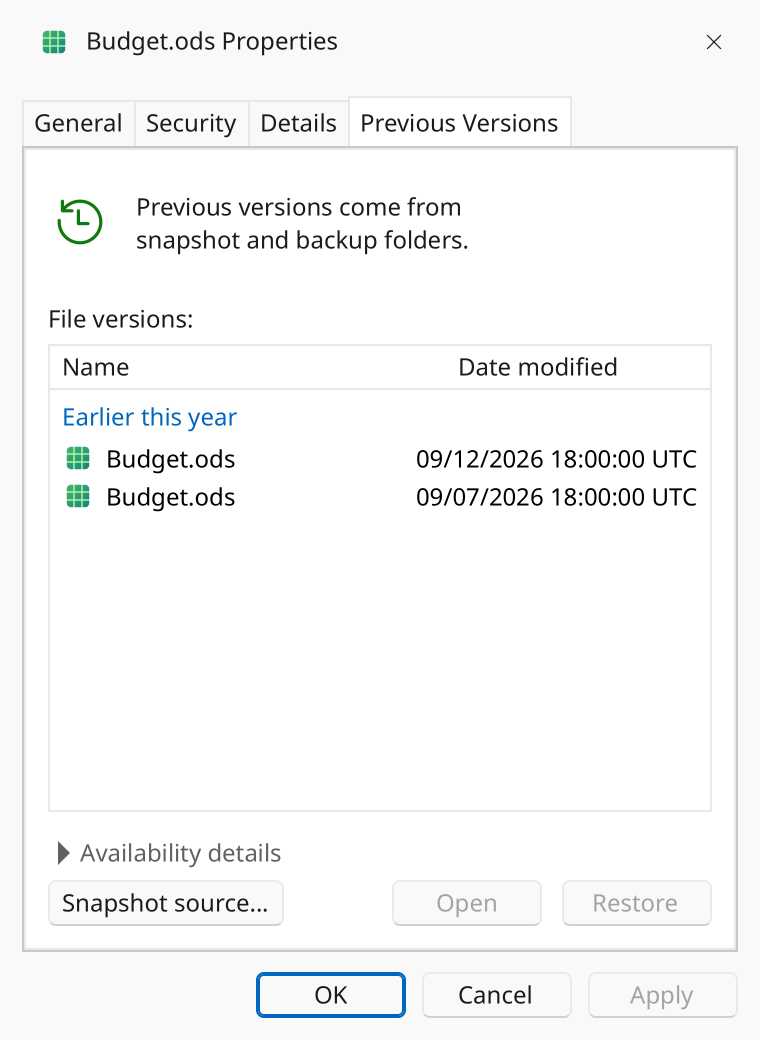 Budget.ods Properties
General Security Details Previous Versions
Previous versions come from
snapshot and backup folders.
File versions:
Name Date modified
Earlier this year
Budget.ods 09/12/2026 18:00:00 UTC
Budget.ods 09/07/2026 18:00:00 UTC
Availability details
Snapshot source... Open Restore
OK Cancel Apply